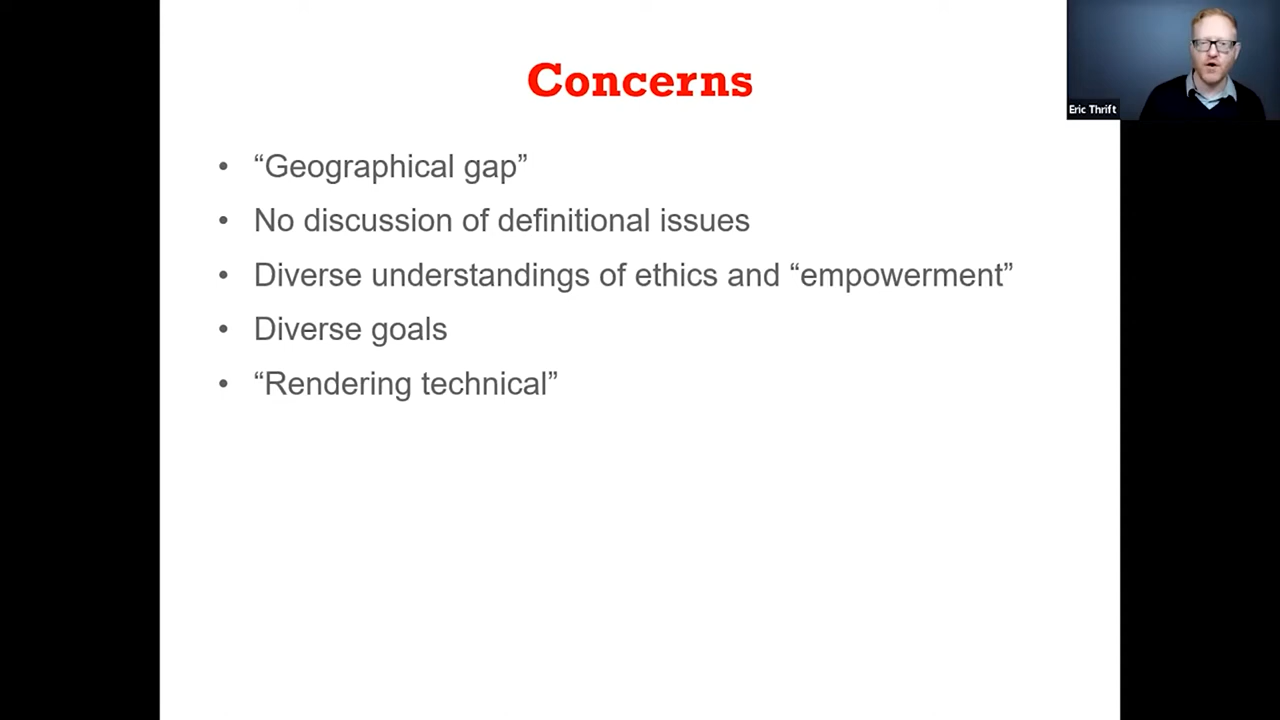 Concerns
Eric Thrift
• “Geographical gap”
• No discussion of definitional issues
• Diverse understandings of ethics and “empowerment”
• Diverse goals
• “Rendering technical”